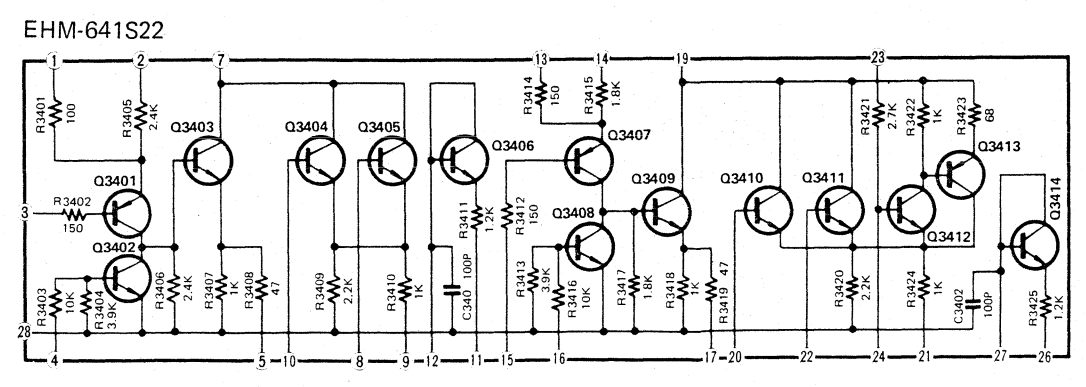 EHM-641S22
1 2 7 13 14 19 23
R3401 100
R3405 2.4K
Q3403
Q3404
Q3405
Q3406
R3414 150
R3415 1.8K
Q3407
R3421 2.7K
R3422 1K
R3423 68
Q3413
Q3401
3
R3402 150
Q3402
R3411 1.2K
R3412 150
Q3408
Q3409
Q3410
Q3411
Q3412
Q3414
R3403 10K
R3404 3.9K
R3406 2.4K
R3407 1K
R3408 47
R3409 2.2K
R3410 1K
C340 100P
R3413 3.9K
R3416 10K
R3417 1.8K
R3418 1K
R3419 47
R3420 2.2K
R3424 1K
C3402 100P
R3425 1.2K
28
4 5 10 8 9 12 11 15 16 17 20 22 24 21 27 26